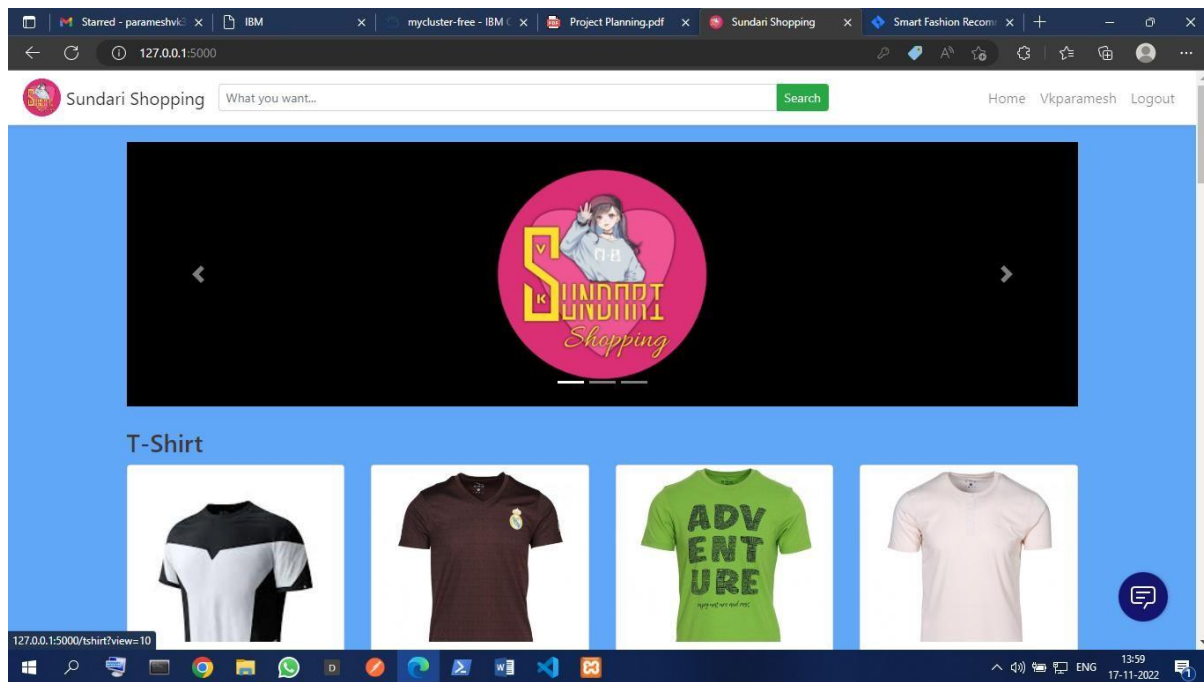 Starred - parameshvk3
IBM
mycluster-free - IBM C
Project Planning.pdf
Sundari Shopping
Smart Fashion Recom
127.0.0.1:5000
Sundari Shopping
What you want...
Search
Home Vkparamesh Logout
V
K
SUNDARI
Shopping
T-Shirt
ADV
ENT
URE
127.0.0.1:5000/tshirt?view=10
ENG
13:59
17-11-2022